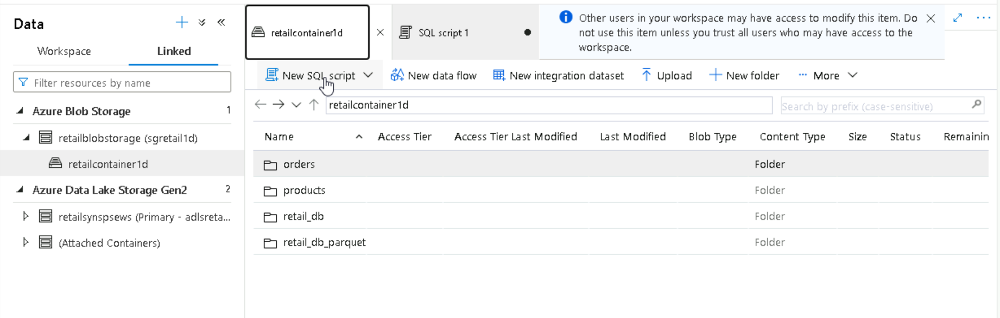 Data
Workspace
Linked
Filter resources by name
Azure Blob Storage
1
retailblobstorage (sgretail1d)
retailcontainer1d
Azure Data Lake Storage Gen2
2
retailsynspsews (Primary - adlsreta...
(Attached Containers)
retailcontainer1d
SQL script 1
Other users in your workspace may have access to modify this item. Do
not use this item unless you trust all users who may have access to the
workspace.
New SQL script
New data flow
New integration dataset
Upload
New folder
More
retailcontainer1d
Search by prefix (case-sensitive)
Name Access Tier Access Tier Last Modified Last Modified Blob Type Content Type Size Status Remainin
orders Folder
products Folder
retail_db Folder
retail_db_parquet Folder